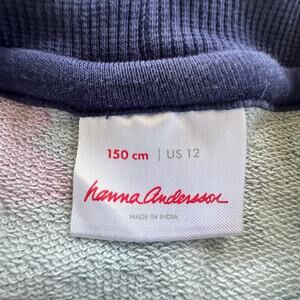 150 cm | US 12
hanna andersson
MADE IN INDIA